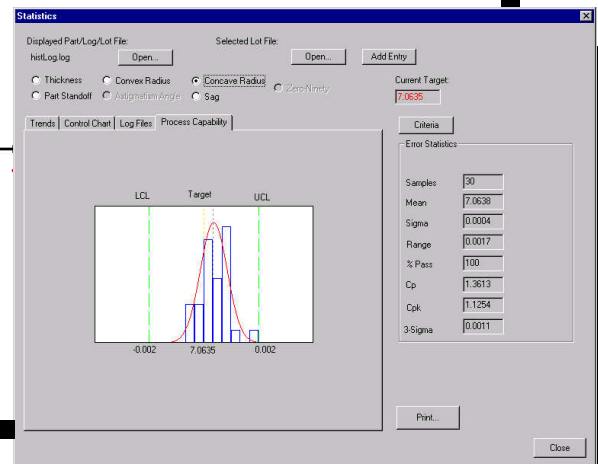 Statistics
Displayed Part/Log/Lot File: Selected Lot File:
histLog.log Open... Open... Add Entry
Thickness Convex Radius Concave Radius Zero-Ninety Current Target:
Part Standoff Astigmatism Angle Sag 7.0635
Trends Control Chart Log Files Process Capability Criteria
Error Statistics
LCL Target UCL
Samples 30
Mean 7.0638
Sigma 0.0004
Range 0.0017
% Pass 100
Cp 1.3613
Cpk 1.1254
3-Sigma 0.0011
-0.002 7.0635 0.002
Print...
Close